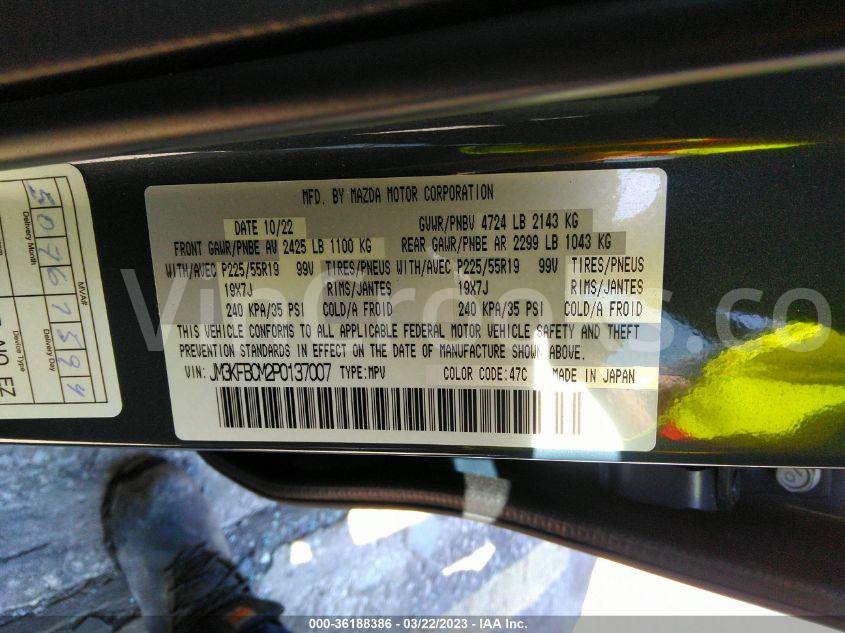 MFD. BY MAZDA MOTOR CORPORATION
DATE 10/22 GVWR/PNBV 4724 LB 2143 KG
FRONT GAWR/PNBE AV 2425 LB 1100 KG REAR GAWR/PNBE AR 2299 LB 1043 KG
WITH/AVEC P225/55R19 99V TIRES/PNEUS WITH/AVEC P225/55R19 99V TIRES/PNEUS
19X7J RIMS/JANTES 19X7J RIMS/JANTES
240 KPA/35 PSI COLD/A FROID 240 KPA/35 PSI COLD/A FROID
THIS VEHICLE CONFORMS TO ALL APPLICABLE FEDERAL MOTOR VEHICLE SAFETY AND THEFT
PREVENTION STANDARDS IN EFFECT ON THE DATE OF MANUFACTURE SHOWN ABOVE.
VIN: JM3KFBCM2P0137007 TYPE:MPV COLOR CODE:47C MADE IN JAPAN
Delivery Month
MVA#
Delivery Day
Device Type
000-36188386 - 03/22/2023 - IAA Inc.